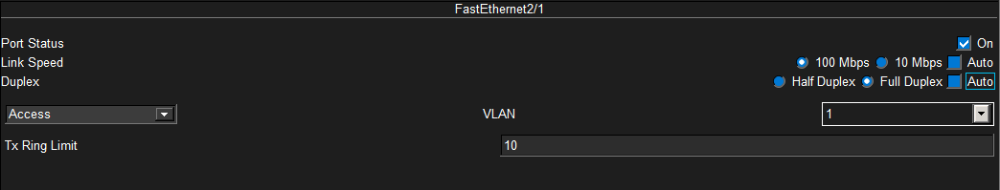 FastEthernet2/1
Port Status On
Link Speed 100 Mbps 10 Mbps Auto
Duplex Half Duplex Full Duplex Auto
Access VLAN 1
Tx Ring Limit 10